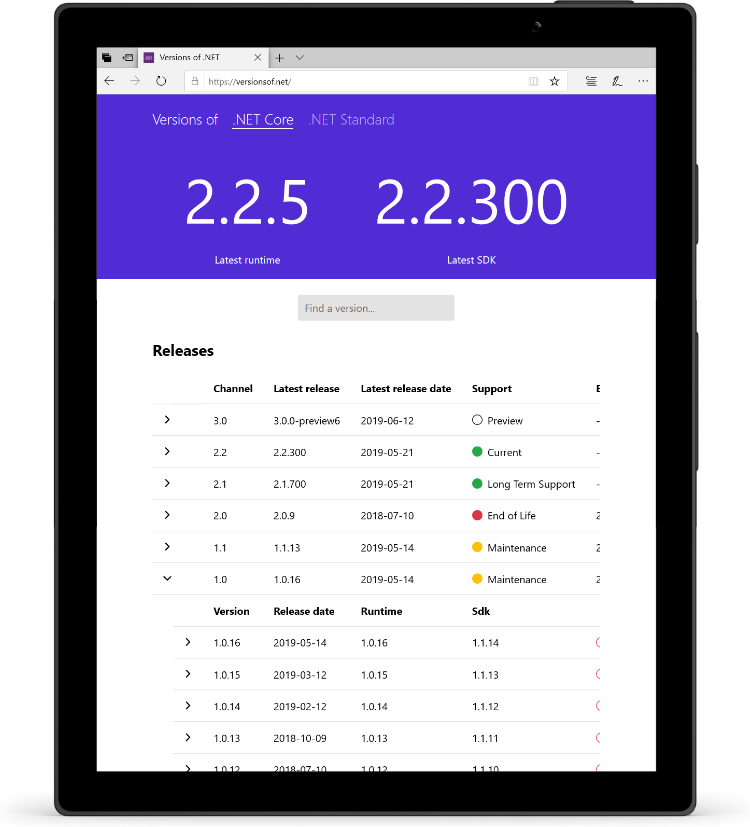 Versions of .NET
https://versionsof.net/
Versions of .NET Core .NET Standard
2.2.5 2.2.300
Latest runtime Latest SDK
Find a version...
Releases
Channel Latest release Latest release date Support
3.0 3.0.0-preview6 2019-06-12 Preview -
2.2 2.2.300 2019-05-21 Current -
2.1 2.1.700 2019-05-21 Long Term Support -
2.0 2.0.9 2018-07-10 End of Life 2
1.1 1.1.13 2019-05-14 Maintenance 2
1.0 1.0.16 2019-05-14 Maintenance 2
Version Release date Runtime Sdk
1.0.16 2019-05-14 1.0.16 1.1.14
1.0.15 2019-03-12 1.0.15 1.1.13
1.0.14 2019-02-12 1.0.14 1.1.12
1.0.13 2018-10-09 1.0.13 1.1.11
1.0.12 2018-07-10 1.0.12 1.1.10